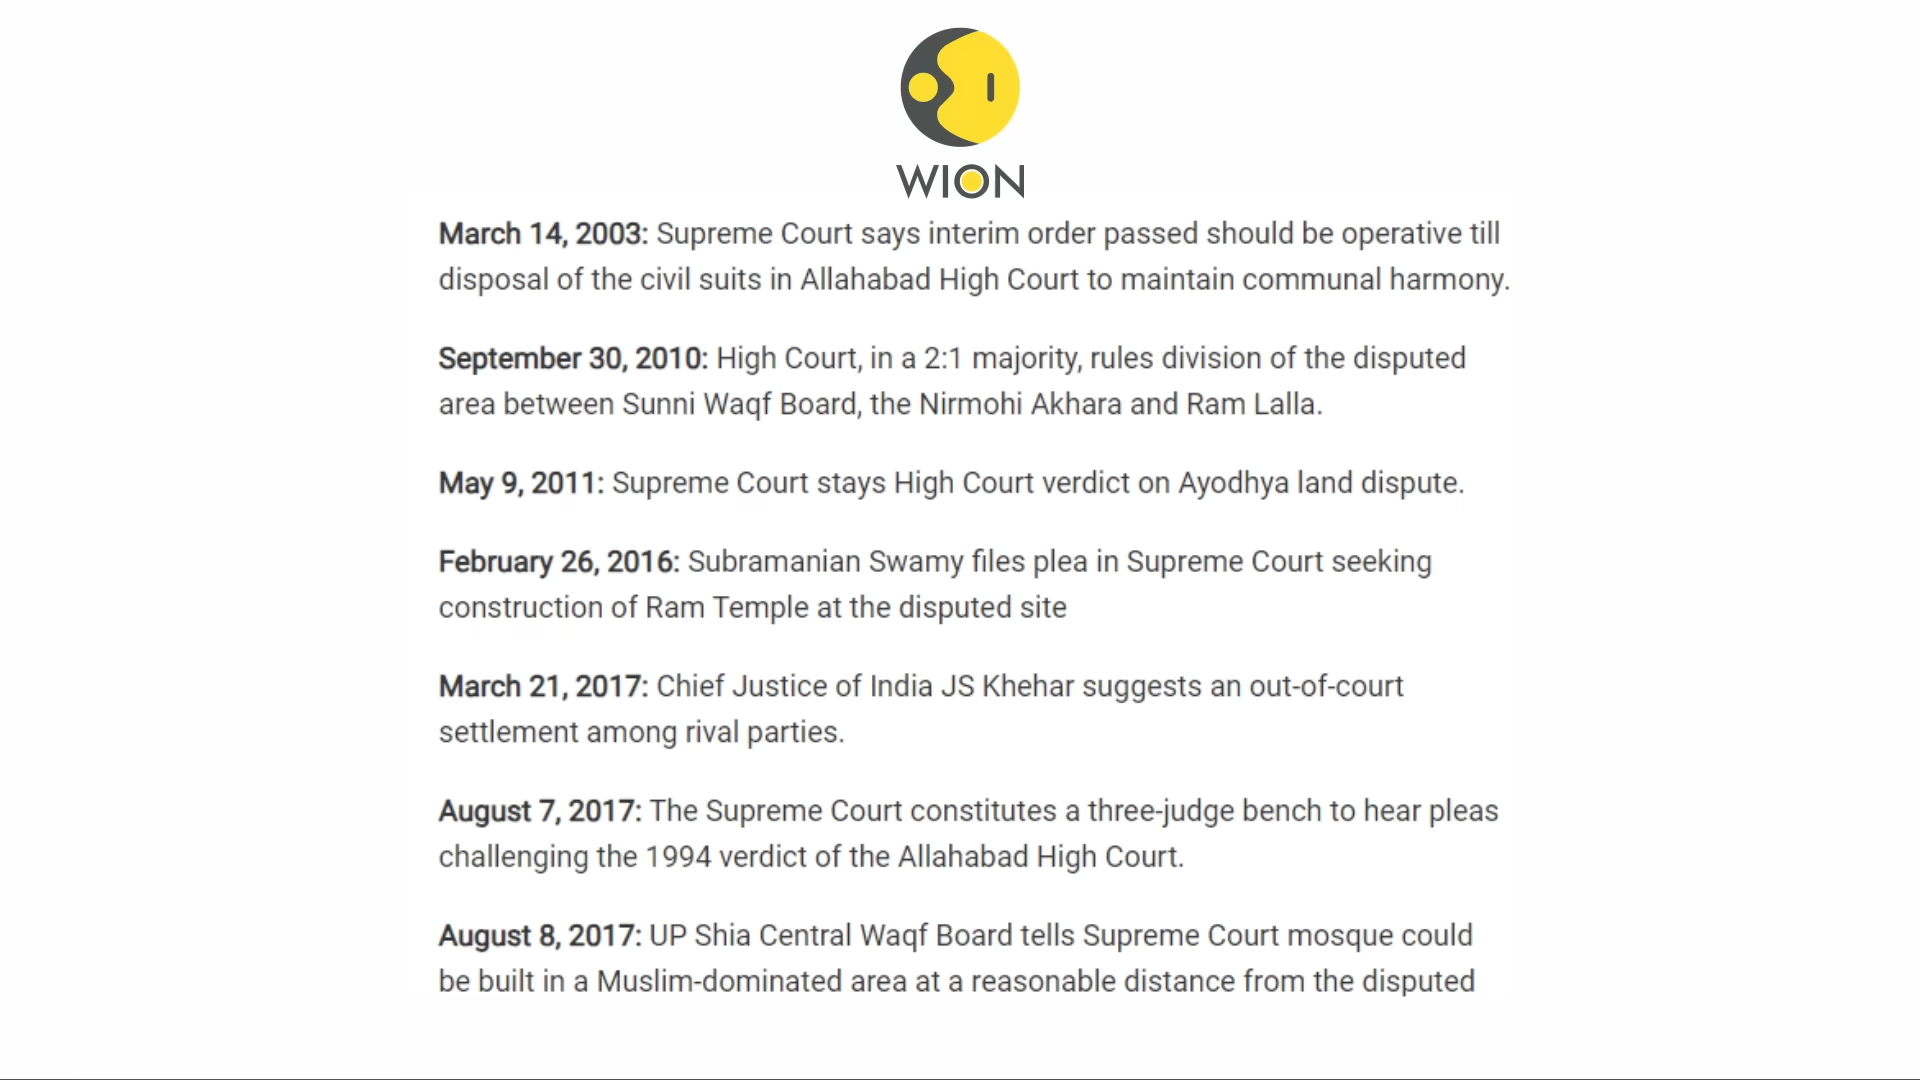 WION
March 14, 2003: Supreme Court says interim order passed should be operative till
disposal of the civil suits in Allahabad High Court to maintain communal harmony.
September 30, 2010: High Court, in a 2:1 majority, rules division of the disputed
area between Sunni Waqf Board, the Nirmohi Akhara and Ram Lalla.
May 9, 2011: Supreme Court stays High Court verdict on Ayodhya land dispute.
February 26, 2016: Subramanian Swamy files plea in Supreme Court seeking
construction of Ram Temple at the disputed site
March 21, 2017: Chief Justice of India JS Khehar suggests an out-of-court
settlement among rival parties.
August 7, 2017: The Supreme Court constitutes a three-judge bench to hear pleas
challenging the 1994 verdict of the Allahabad High Court.
August 8, 2017: UP Shia Central Waqf Board tells Supreme Court mosque could
be built in a Muslim-dominated area at a reasonable distance from the disputed